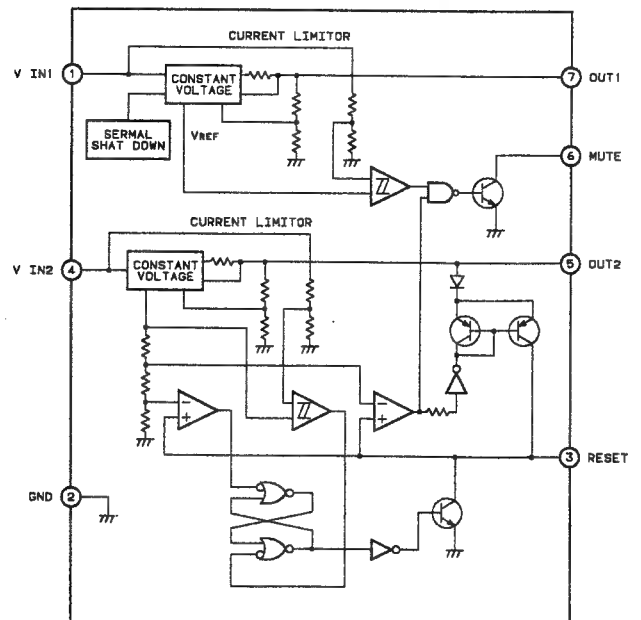 CURRENT LIMITOR
V IN1 1
CONSTANT
VOLTAGE
7 OUT1
SERMAL
SHAT DOWN
VREF
6 MUTE
CURRENT LIMITOR
V IN2 4
CONSTANT
VOLTAGE
5 OUT2
- 
+
-
+
3 RESET
GND 2